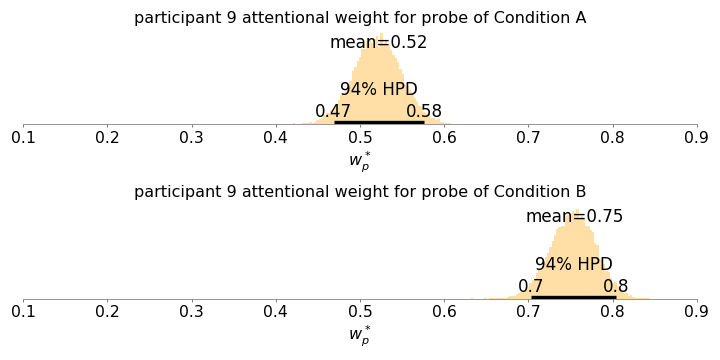 participant 9 attentional weight for probe of Condition A
mean=0.52
94% HPD
0.47 0.58
0.1 0.2 0.3 0.4 0.5 0.6 0.7 0.8 0.9
w_p^*
participant 9 attentional weight for probe of Condition B
mean=0.75
94% HPD
0.7 0.8
0.1 0.2 0.3 0.4 0.5 0.6 0.7 0.8 0.9
w_p^*